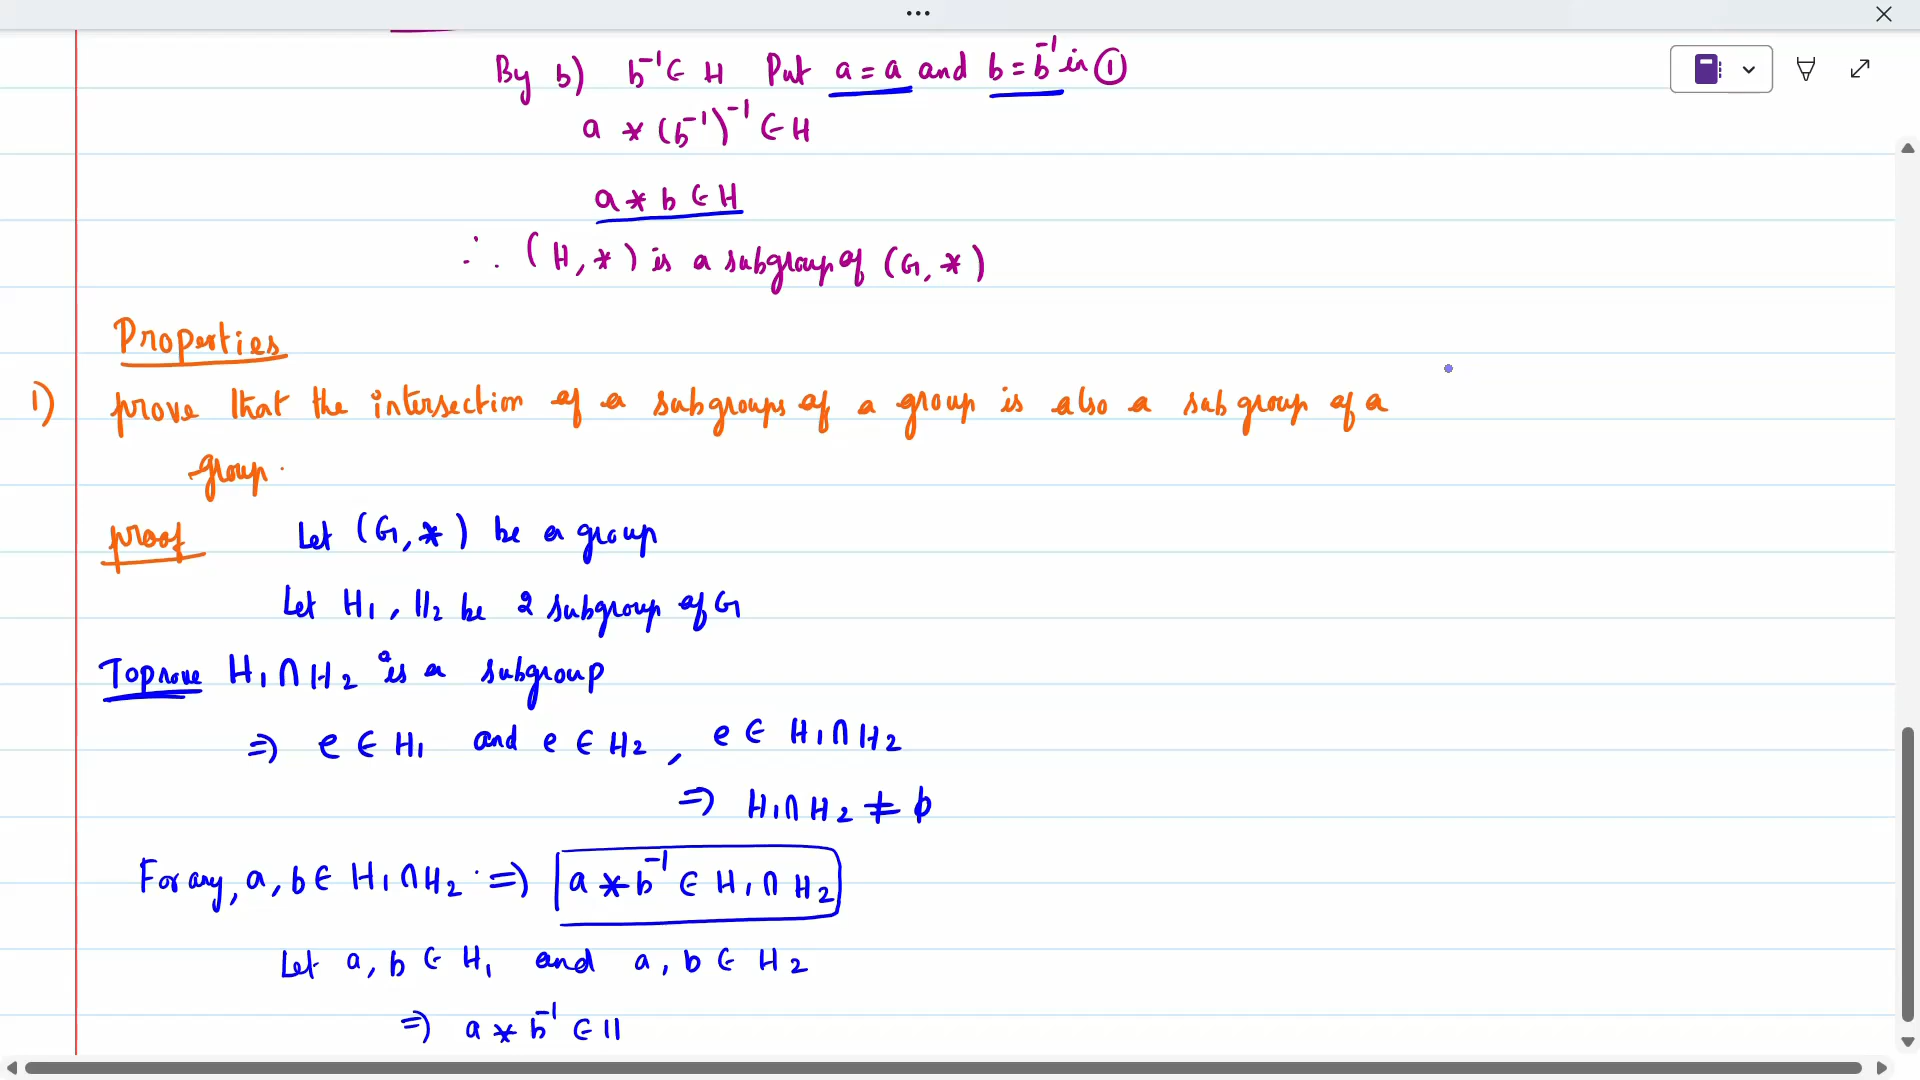 By b) b⁻¹ ∈ H Put a = a and b = b⁻¹ in ①
a * (b⁻¹)⁻¹ ∈ H
a * b ∈ H
∴ (H, *) is a subgroup of (G, *)
Properties
1) prove that the intersection of a subgroups of a group is also a subgroup of a
group.
proof Let (G, *) be a group
Let H₁, H₂ be 2 subgroup of G
To prove H₁ ∩ H₂ is a subgroup
⇒ e ∈ H₁ and e ∈ H₂, e ∈ H₁ ∩ H₂
⇒ H₁ ∩ H₂ ≠ ϕ
For any, a, b ∈ H₁ ∩ H₂ ⇒ a * b⁻¹ ∈ H₁ ∩ H₂
Let a, b ∈ H₁ and a, b ∈ H₂
⇒ a * b⁻¹ ∈ H